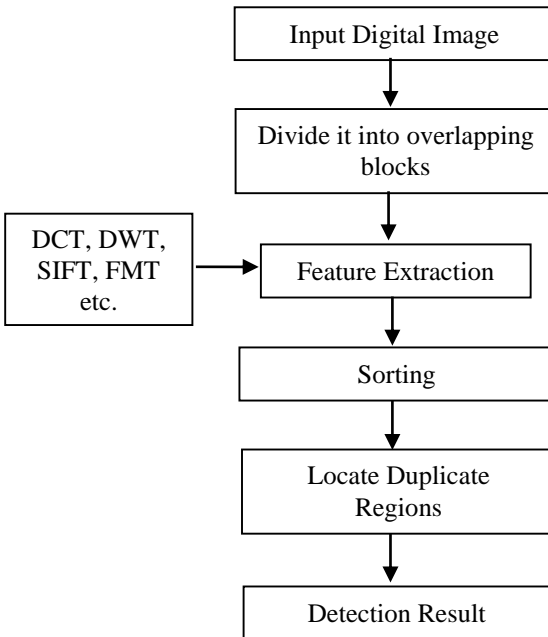 Input Digital Image
Divide it into overlapping
blocks
DCT, DWT,
SIFT, FMT
etc.
Feature Extraction
Sorting
Locate Duplicate
Regions
Detection Result